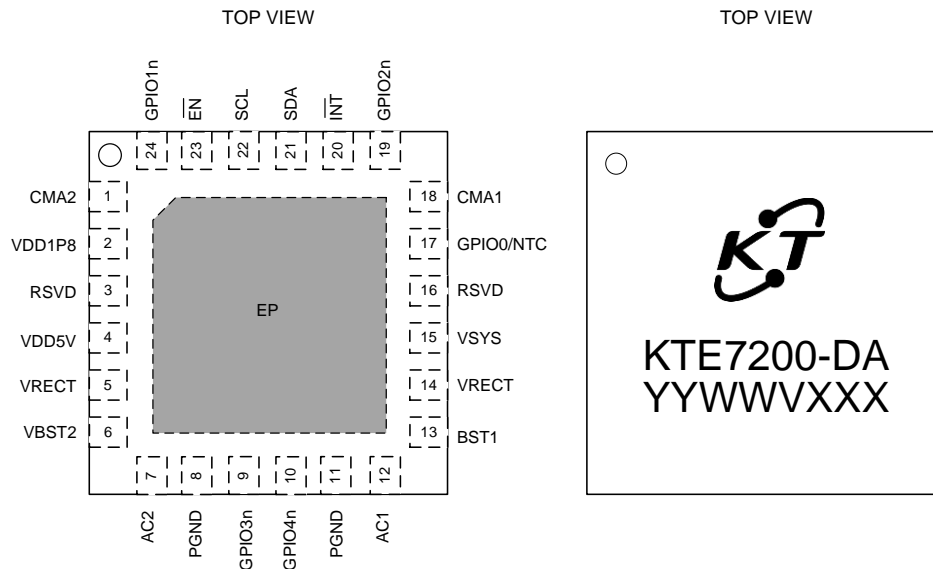 TOP VIEW
TOP VIEW
GPIO1n
EN
SCL
SDA
INT
GPIO2n
24
23
22
21
20
19
CMA2
1
18
CMA1
VDD1P8
2
17
GPIO0/NTC
RSVD
3
16
RSVD
EP
VDD5V
4
15
VSYS
VRECT
5
14
VRECT
VBST2
6
13
BST1
7
8
9
10
11
12
AC2
PGND
GPIO3n
GPIO4n
PGND
AC1
KT
KTE7200-DA
YYWWVXXX